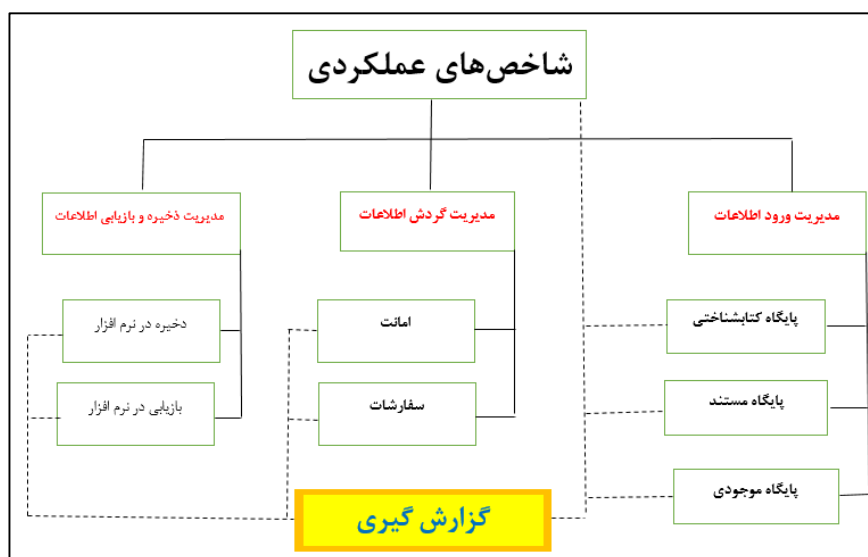 شاخص‌های عملکردی
مدیریت ورود اطلاعات
مدیریت گردش اطلاعات
مدیریت ذخیره و بازیابی اطلاعات
پایگاه کتابشناختی
امانت
دخیره در نرم افزار
پایگاه مستند
سفارشات
بازیابی در نرم افزار
پایگاه موجودی
گزارش گیری